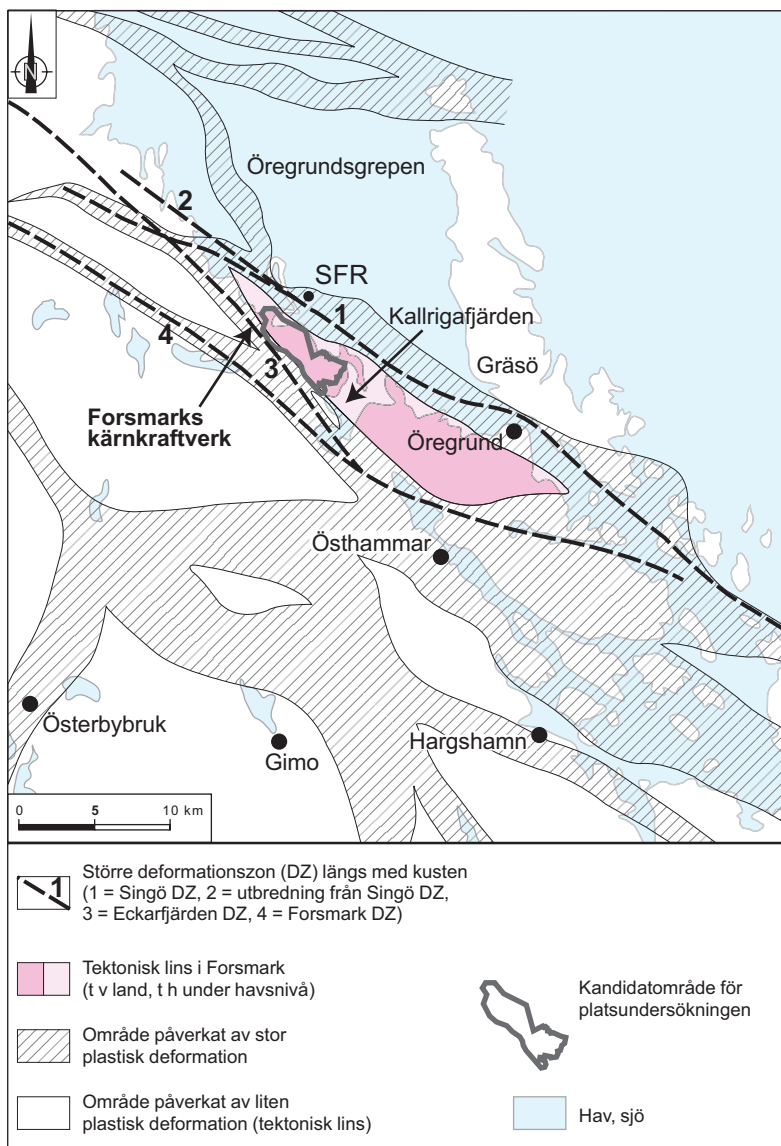 N
Öregrundsgrepen
2
SFR
1
Kallrigafjärden
4
3
Gräsö
Forsmarks
kärnkraftverk
Öregrund
Östhammar
Österbybruk
Gimo
Hargshamn
0 5 10 km
1
Större deformationszon (DZ) längs med kusten
(1 = Singö DZ, 2 = utbredning från Singö DZ,
3 = Eckarfjärden DZ, 4 = Forsmark DZ)
Tektonisk lins i Forsmark
(t v land, t h under havsnivå)
Område påverkat av stor
plastisk deformation
Område påverkat av liten
plastisk deformation (tektonisk lins)
Kandidatområde för
platsundersökningen
Hav, sjö